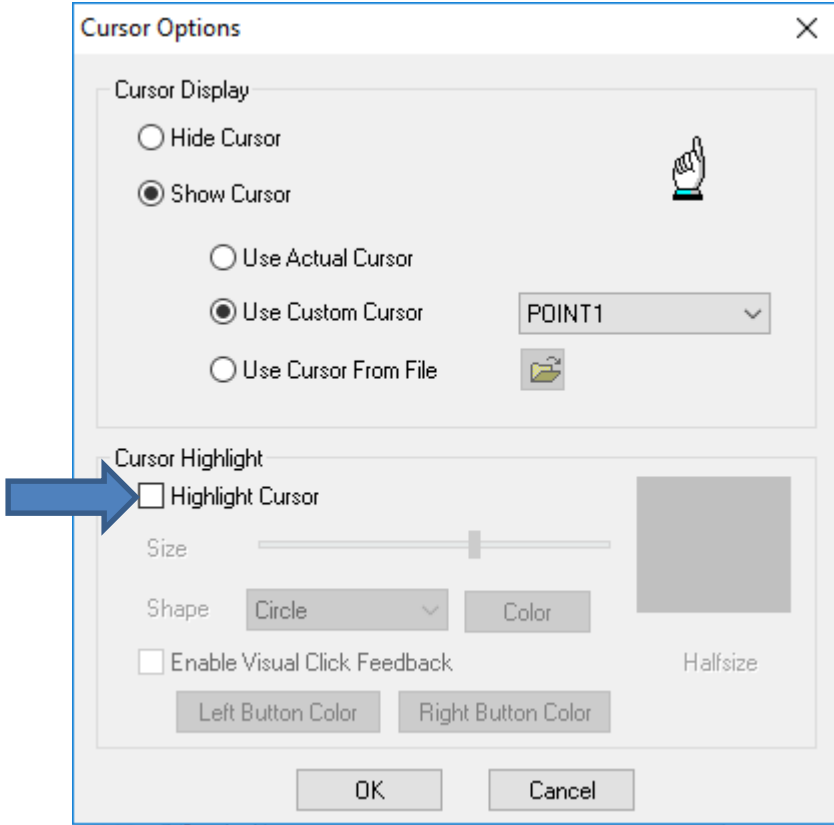 Cursor Options
Cursor Display
Hide Cursor
Show Cursor
Use Actual Cursor
Use Custom Cursor POINT1
Use Cursor From File
Cursor Highlight
Highlight Cursor
Size
Shape Circle Color
Enable Visual Click Feedback Halfsize
Left Button Color Right Button Color
OK Cancel